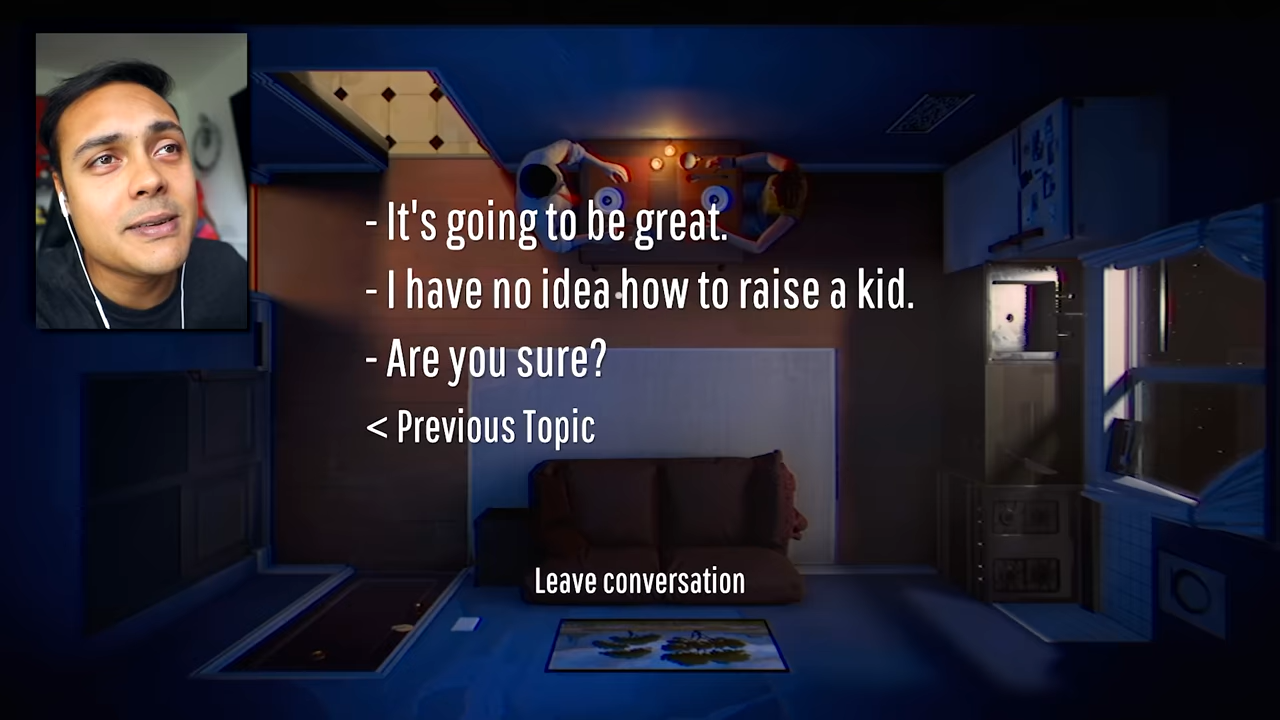 - It's going to be great.
- I have no idea how to raise a kid.
- Are you sure?
< Previous Topic
Leave conversation